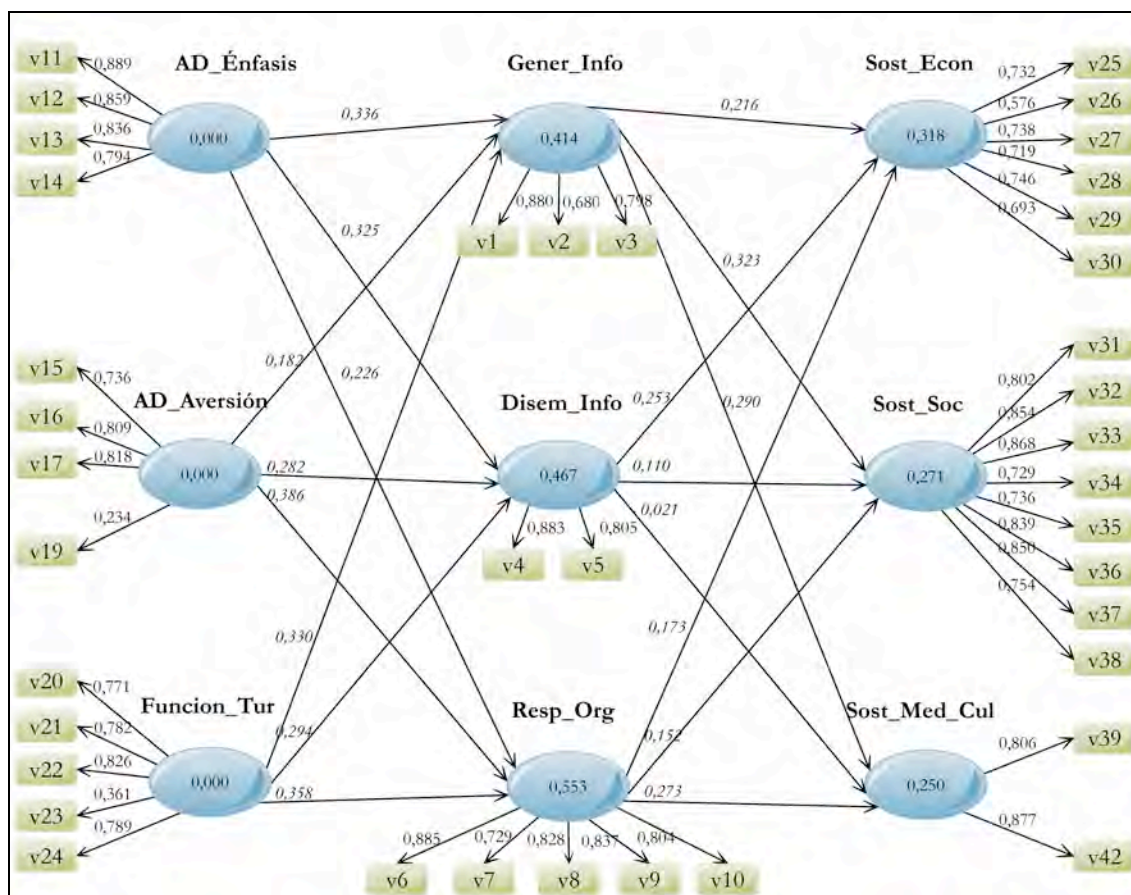 AD_Énfasis
Gener_Info
Sost_Econ
v11
v12
v13
v14
0,889
0,859
0,836
0,794
0,000
0,336
0,325
0,226
0,414
0,880
0,680
0,798
v1
v2
v3
0,216
0,323
0,290
0,318
0,732
0,576
0,738
0,719
0,746
0,693
v25
v26
v27
v28
v29
v30
AD_Aversión
Disem_Info
Sost_Soc
v15
v16
v17
v19
0,736
0,809
0,818
0,234
0,000
0,182
0,282
0,386
0,467
0,883
0,805
v4
v5
0,253
0,110
0,021
0,271
0,802
0,854
0,868
0,729
0,736
0,839
0,850
0,754
v31
v32
v33
v34
v35
v36
v37
v38
Funcion_Tur
Resp_Org
Sost_Med_Cul
v20
v21
v22
v23
v24
0,771
0,782
0,826
0,361
0,789
0,000
0,330
0,294
0,358
0,553
0,885
0,729
0,828
0,837
0,804
v6
v7
v8
v9
v10
0,173
0,152
0,273
0,250
0,806
0,877
v39
v42